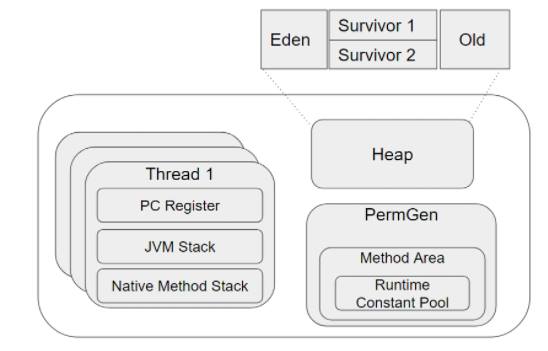 Eden
Survivor 1
Survivor 2
Old
Heap
Thread 1
PC Register
JVM Stack
Native Method Stack
PermGen
Method Area
Runtime
Constant Pool